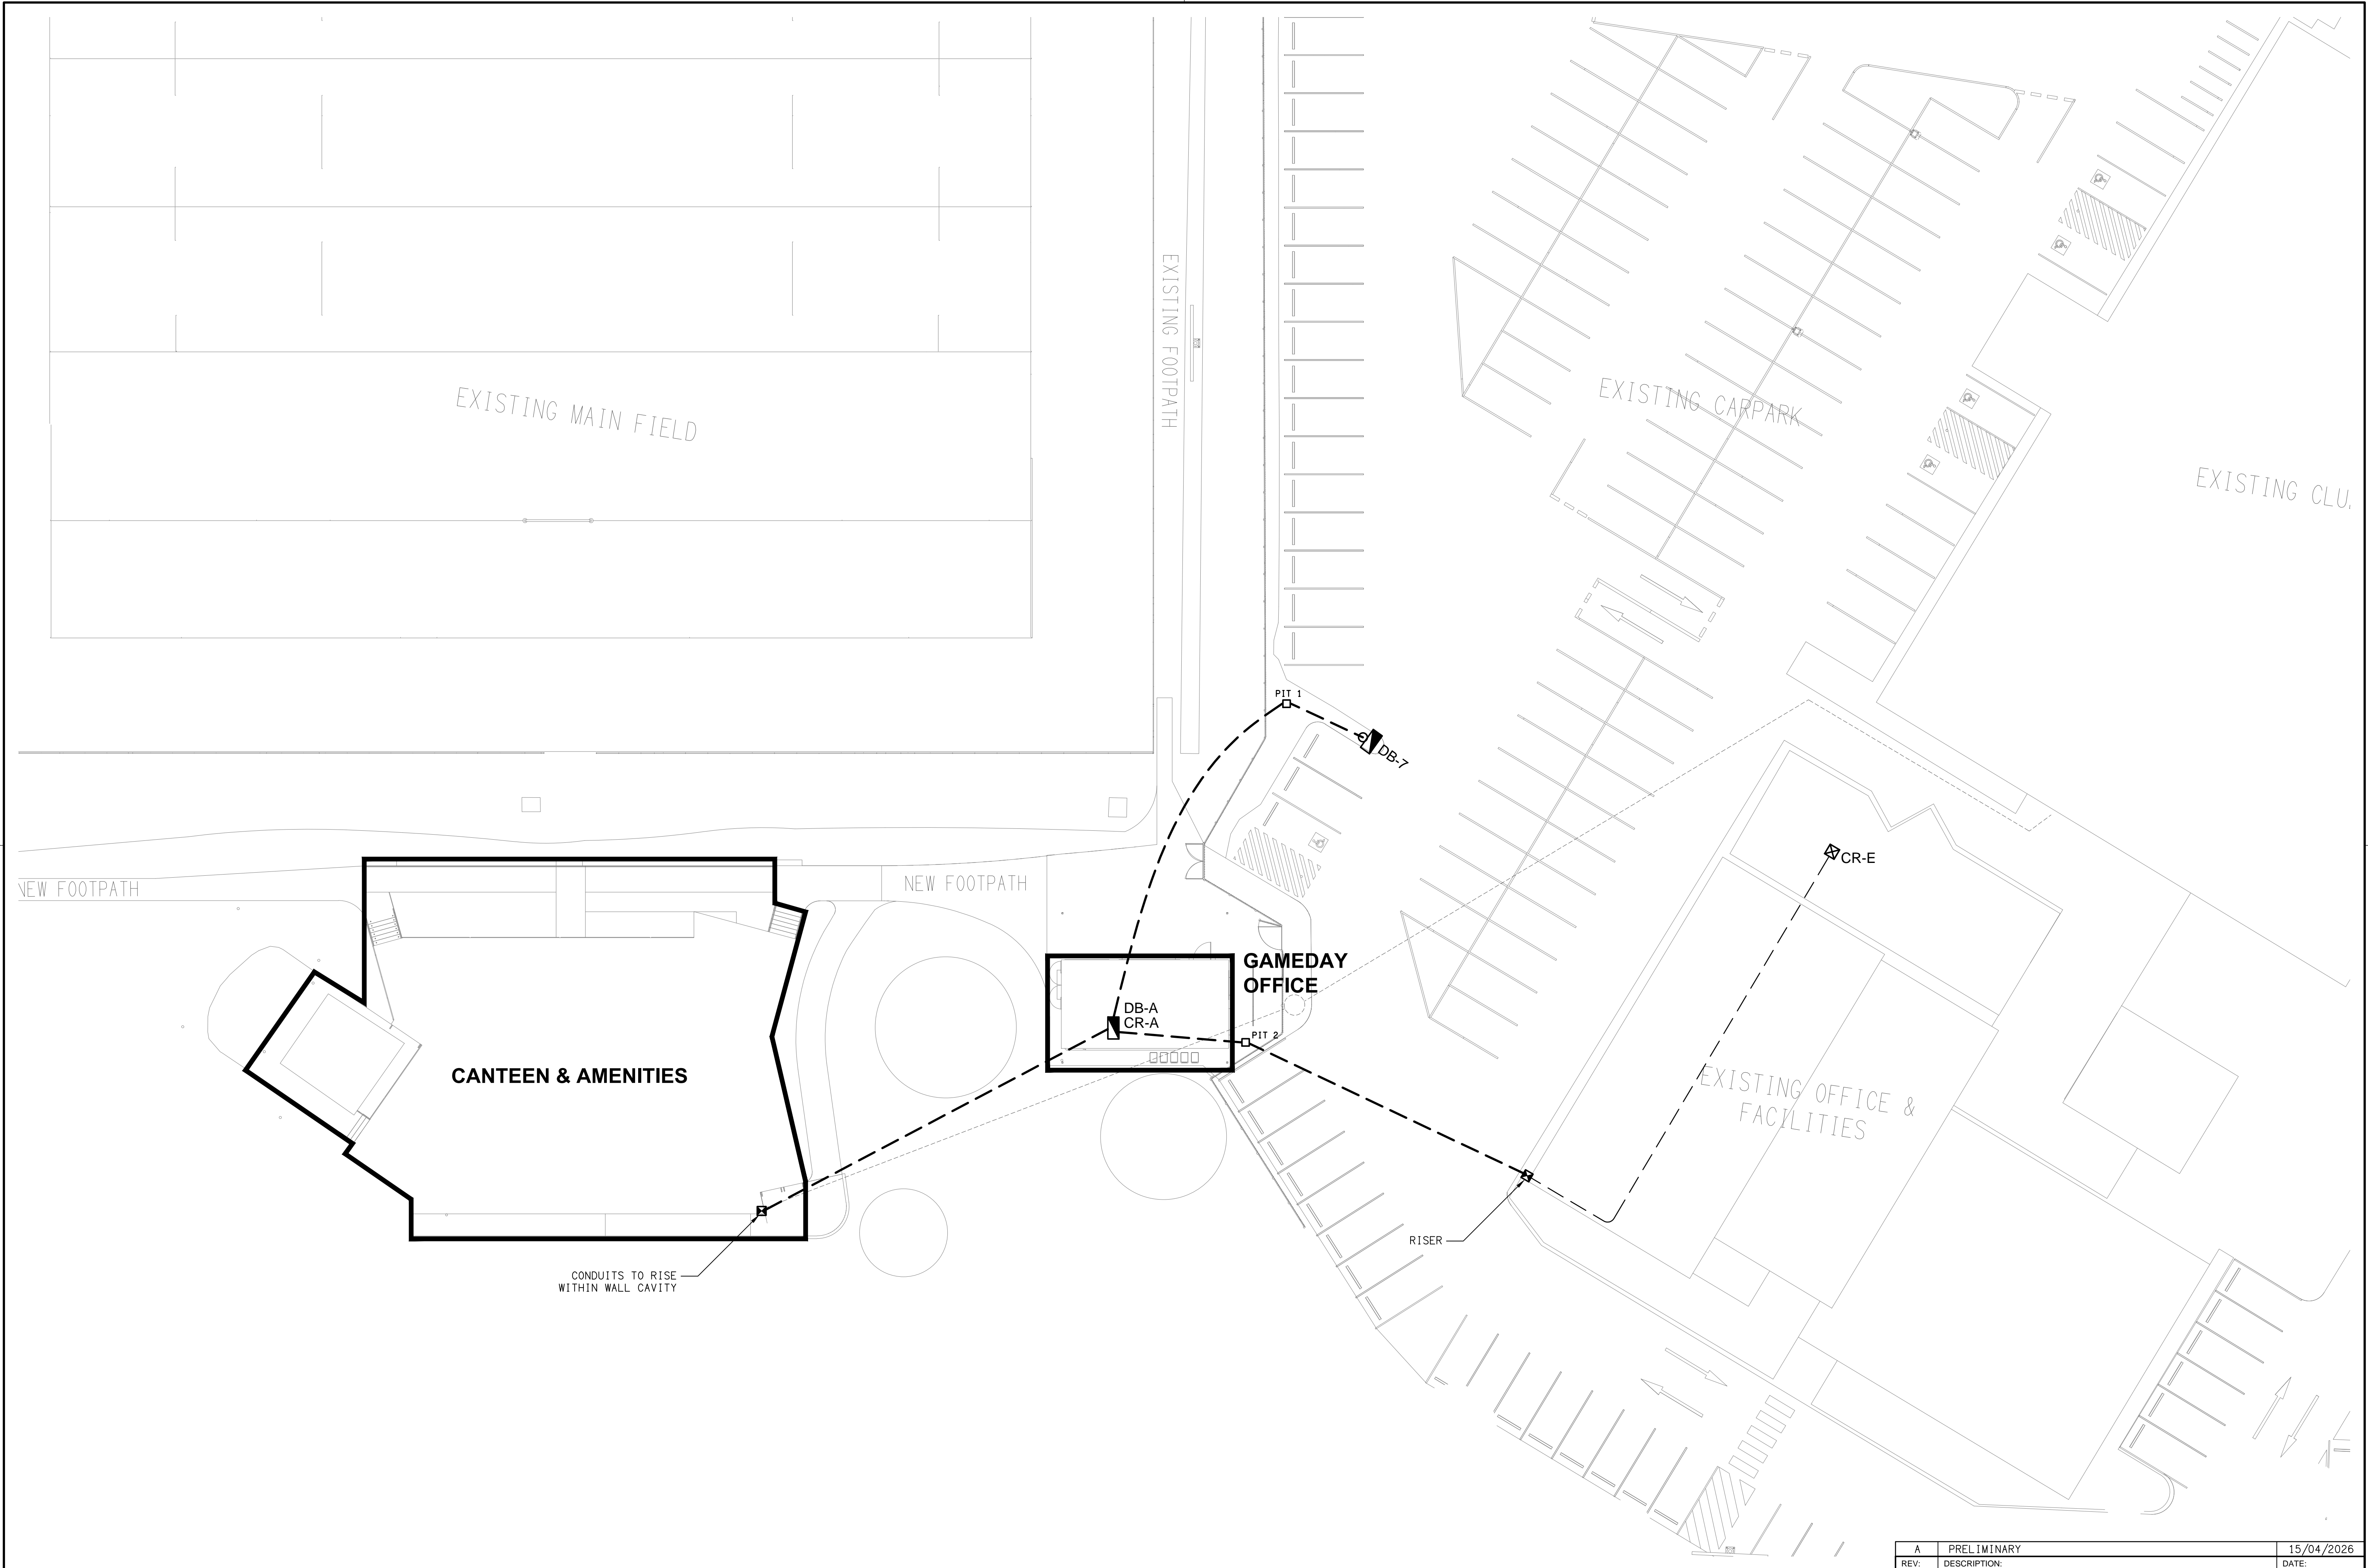 EXISTING MAIN FIELD
EXISTING FOOTPATH
EXISTING CARPARK
EXISTING CLU
PIT 1
DB-7
CR-E
NEW FOOTPATH
NEW FOOTPATH
GAMEDAY
OFFICE
DB-A
CR-A
PIT 2
CANTEEN & AMENITIES
EXISTING OFFICE &
FACILITIES
RISER
CONDUITS TO RISE
WITHIN WALL CAVITY
A PRELIMINARY 15/04/2026
REV: DESCRIPTION: DATE: